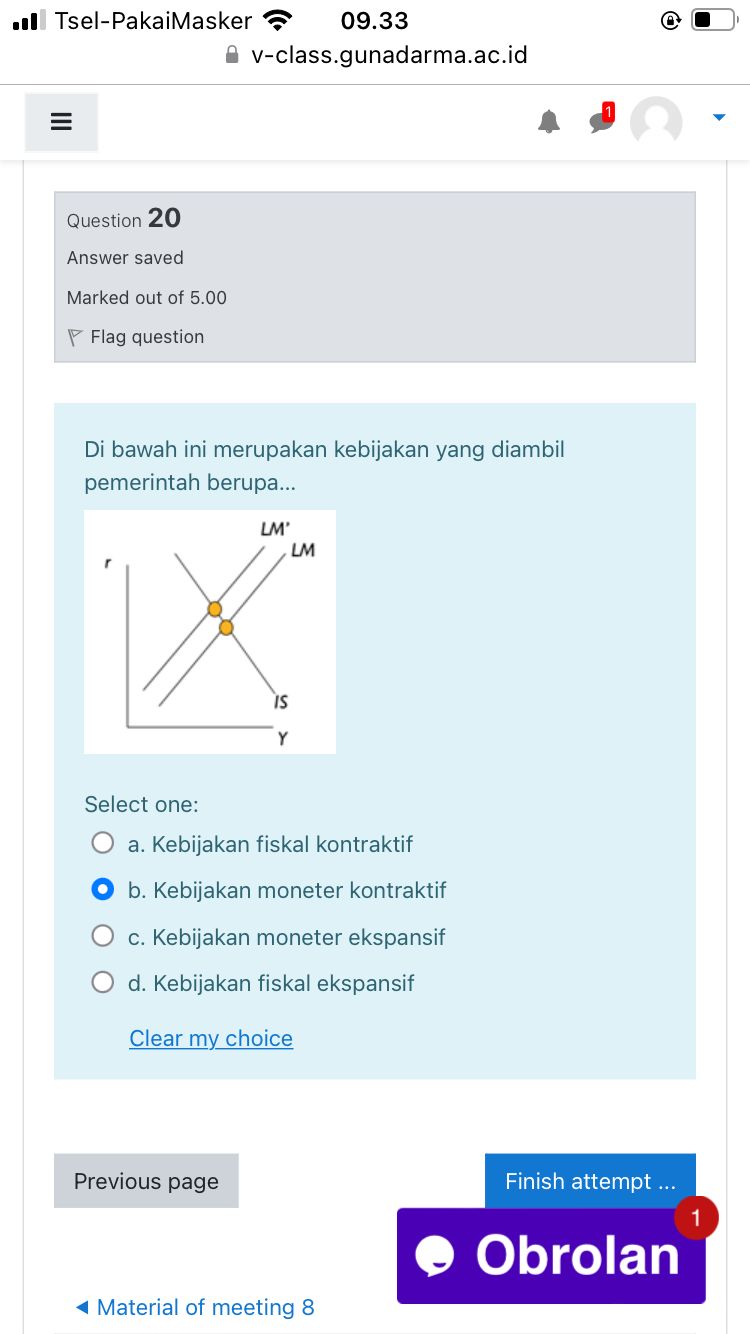 Tsel-PakaiMasker 09.33
v-class.gunadarma.ac.id
1
Question 20
Answer saved
Marked out of 5.00
Flag question
Di bawah ini merupakan kebijakan yang diambil
pemerintah berupa...
LM'
LM
r
IS
Y
Select one:
a. Kebijakan fiskal kontraktif
b. Kebijakan moneter kontraktif
c. Kebijakan moneter ekspansif
d. Kebijakan fiskal ekspansif
Clear my choice
Previous page
Finish attempt ...
1
Obrolan
◄ Material of meeting 8